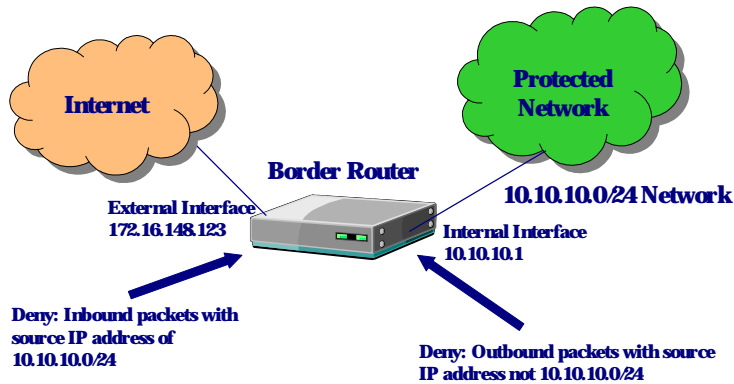 Internet
Protected
Network
Border Router
10.10.10.0/24 Network
External Interface
172.16.148.123
Internal Interface
10.10.10.1
Deny: Inbound packets with
source IP address of
10.10.10.0/24
Deny: Outbound packets with source
IP address not 10.10.10.0/24